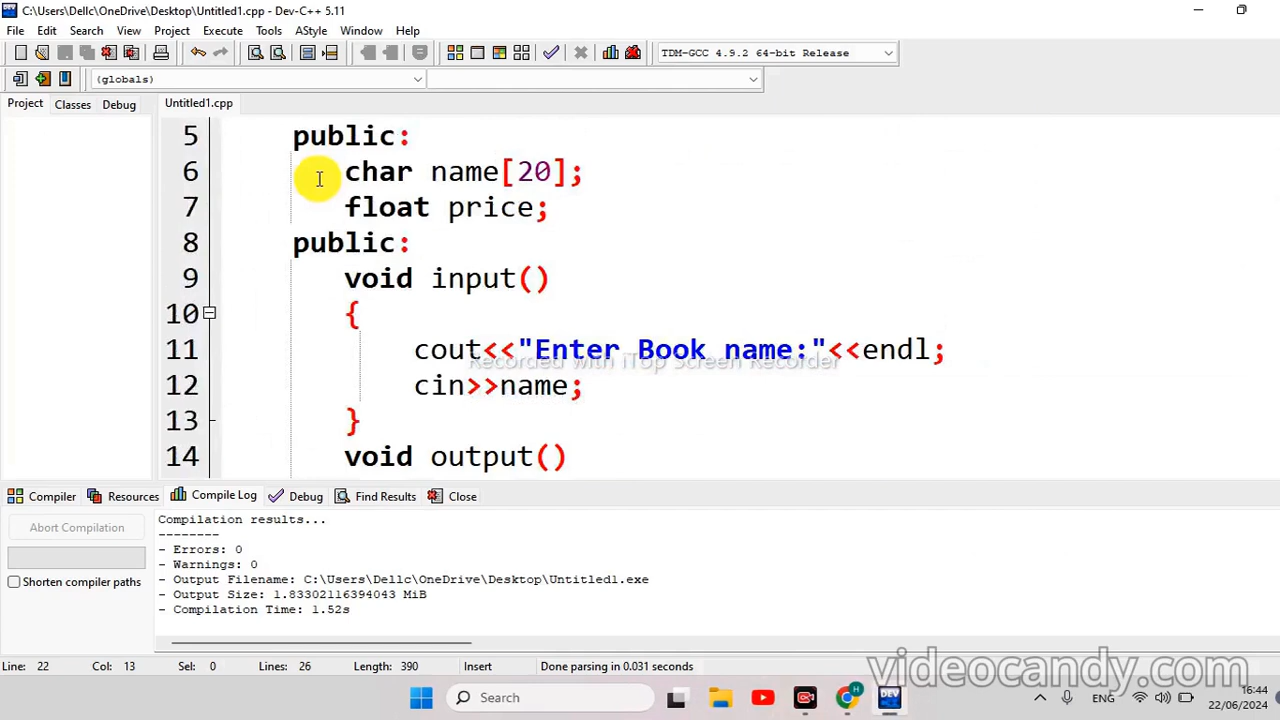 C:\Users\Dellc\OneDrive\Desktop\Untitled1.cpp - Dev-C++ 5.11
File Edit Search View Project Execute Tools AStyle Window Help
TDM-GCC 4.9.2 64-bit Release
(globals)
Project Classes Debug Untitled1.cpp
5 public:
6 char name[20];
7 float price;
8 public:
9 void input()
10 {
11 cout<<"Enter Book name:"<<endl;
Recorded with iTop Screen Recorder
12 cin>>name;
13 }
14 void output()
Compiler Resources Compile Log Debug Find Results Close
Abort Compilation
Shorten compiler paths
Compilation results...
--------
- Errors: 0
- Warnings: 0
- Output Filename: C:\Users\Dellc\OneDrive\Desktop\Untitled1.exe
- Output Size: 1.83302116394043 MiB
- Compilation Time: 1.52s
Line: 22 Col: 13 Sel: 0 Lines: 26 Length: 390 Insert Done parsing in 0.031 seconds
videocandy.com
Search
H
DEV
ENG
16:44
22/06/2024